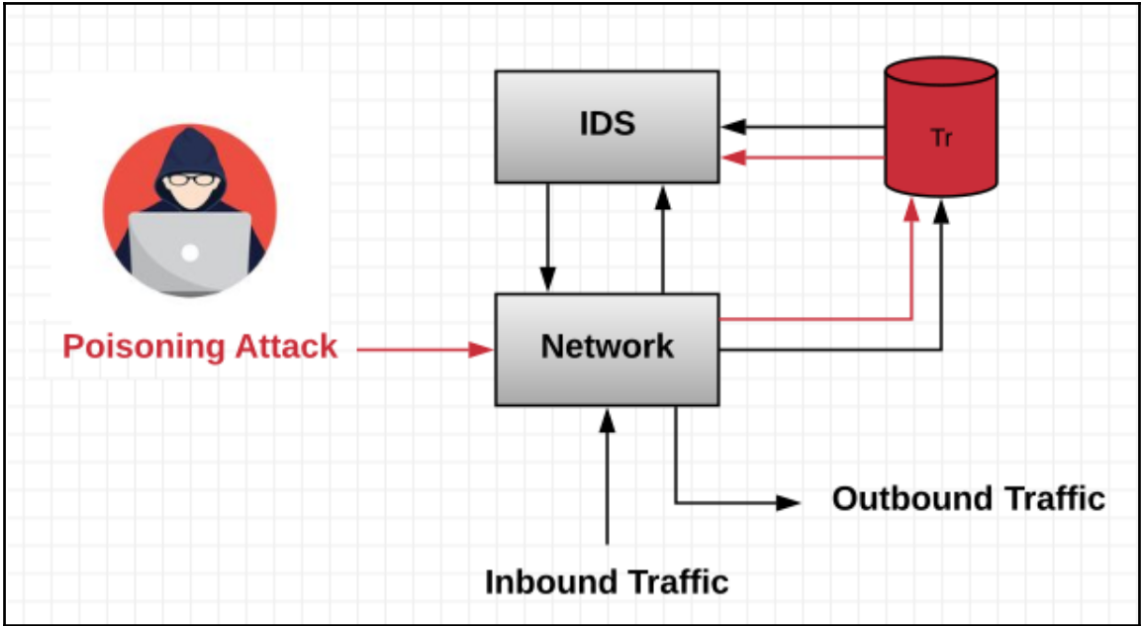 IDS
Tr
Poisoning Attack
Network
Outbound Traffic
Inbound Traffic